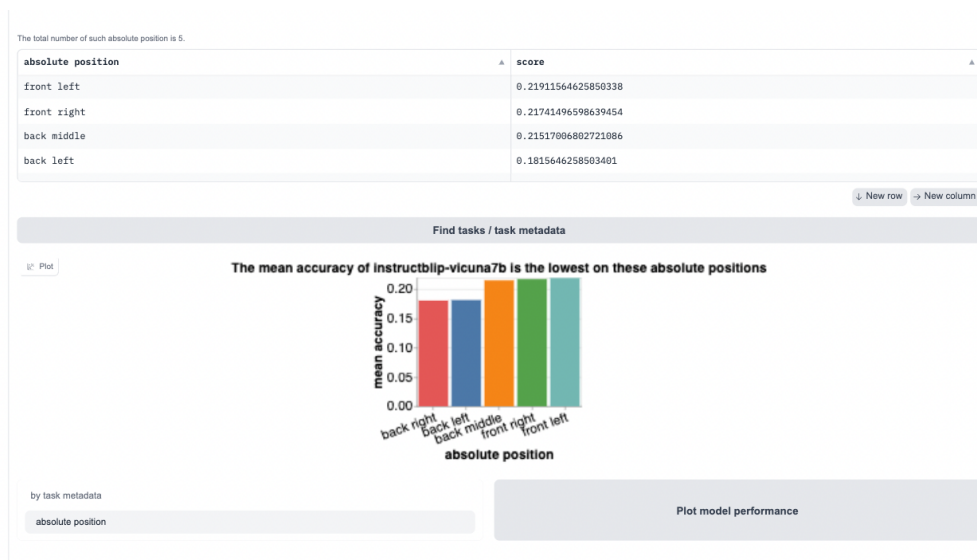 The total number of such absolute position is 5.
absolute position ▲ score ▲
front left 0.21911564625850338
front right 0.21741496598639454
back middle 0.21517006802721086
back left 0.1815646258503401
↓ New row → New column
Find tasks / task metadata
Plot
The mean accuracy of instructblip-vicuna7b is the lowest on these absolute positions
mean accuracy
0.20
0.15
0.10
0.05
0.00
back right back left back middle front right front left
absolute position
by task metadata
absolute position
Plot model performance